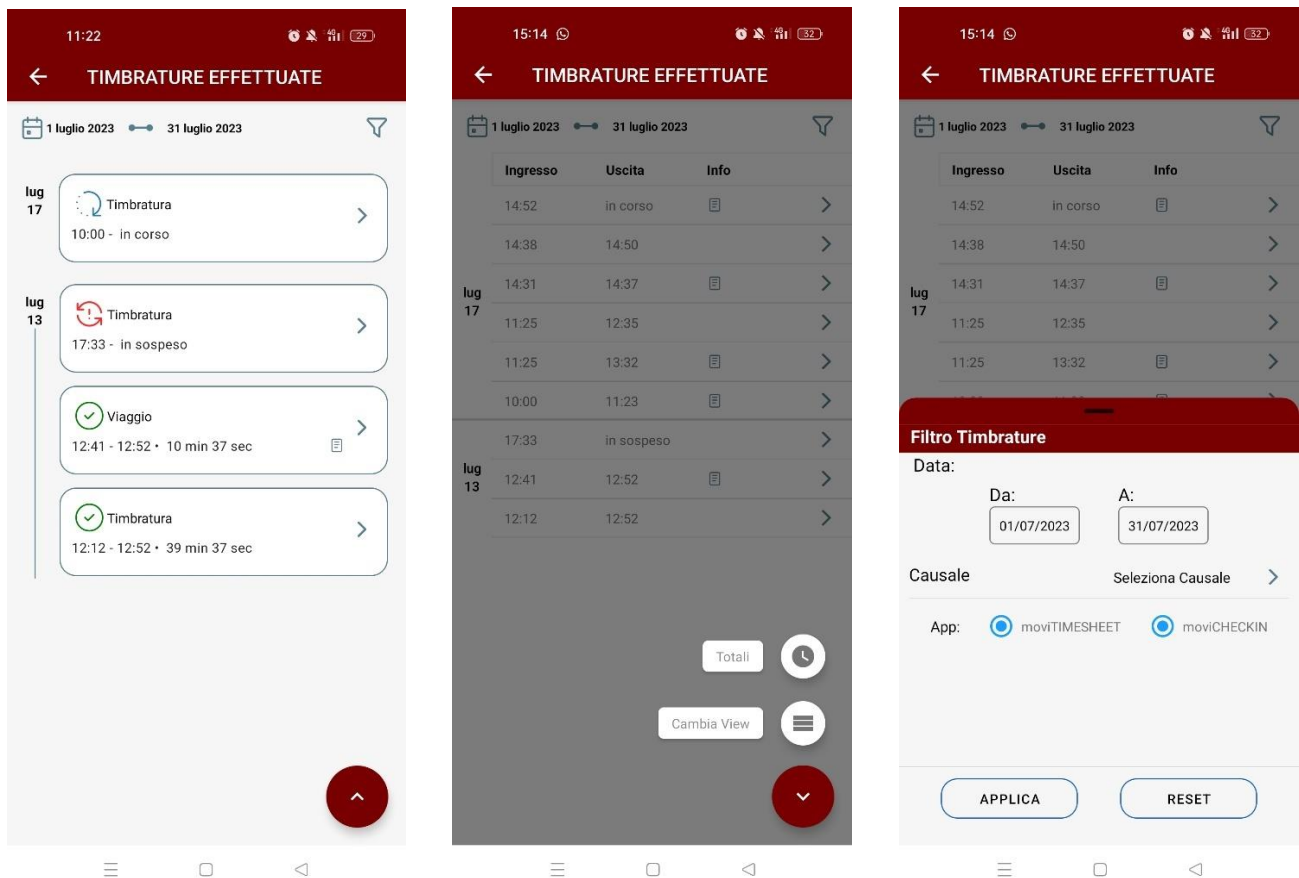 11:22
29
TIMBRATURE EFFETTUATE
1 luglio 2023 31 luglio 2023
lug
17
Timbratura
10:00 - in corso
lug
13
Timbratura
17:33 - in sospeso
Viaggio
12:41 - 12:52 • 10 min 37 sec
Timbratura
12:12 - 12:52 • 39 min 37 sec
15:14
32
TIMBRATURE EFFETTUATE
1 luglio 2023 31 luglio 2023
Ingresso Uscita Info
lug
17
14:52 in corso
14:38 14:50
14:31 14:37
11:25 12:35
11:25 13:32
10:00 11:23
lug
13
17:33 in sospeso
12:41 12:52
12:12 12:52
Totali
Cambia View
15:14
32
TIMBRATURE EFFETTUATE
1 luglio 2023 31 luglio 2023
Ingresso Uscita Info
lug
17
14:52 in corso
14:38 14:50
14:31 14:37
11:25 12:35
11:25 13:32
Filtro Timbrature
Data:
Da: A:
01/07/2023 31/07/2023
Causale Seleziona Causale
App: moviTIMESHEET moviCHECKIN
APPLICA RESET